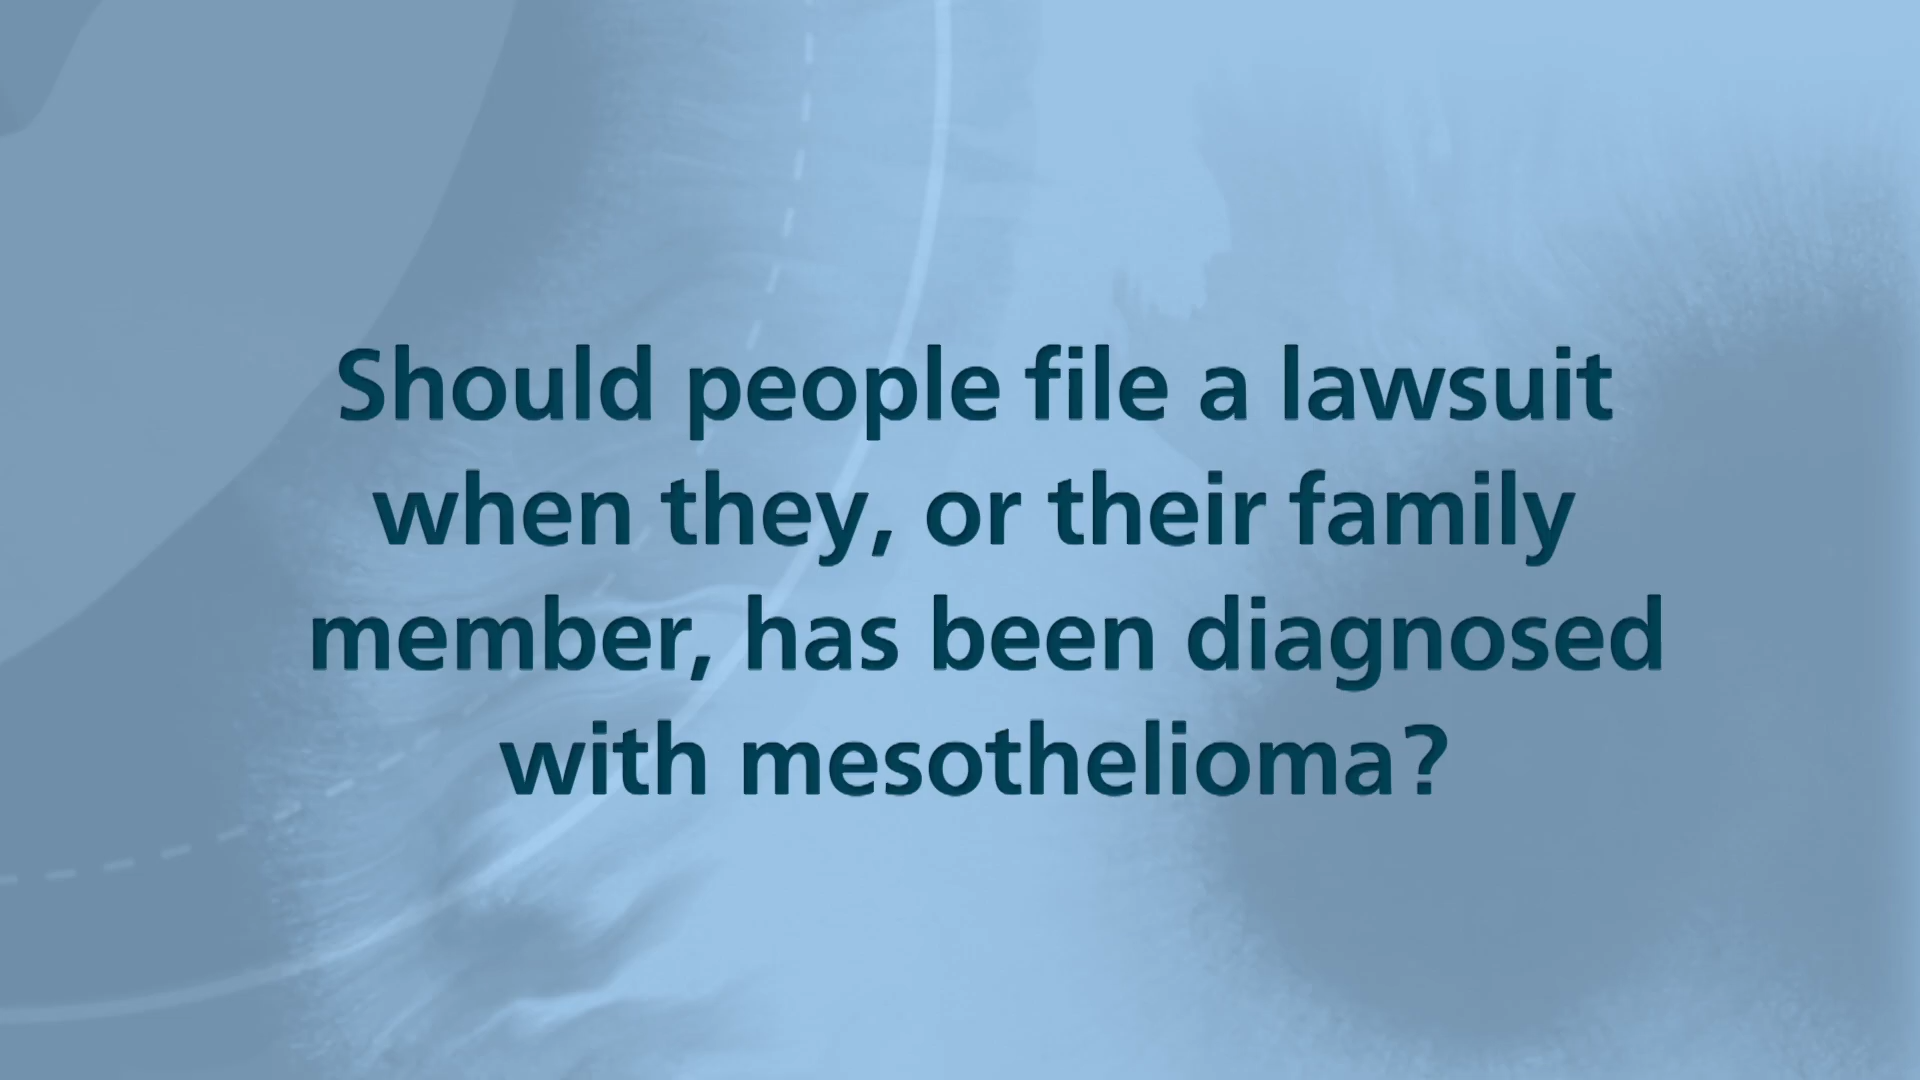 Should people file a lawsuit
when they, or their family
member, has been diagnosed
with mesothelioma?